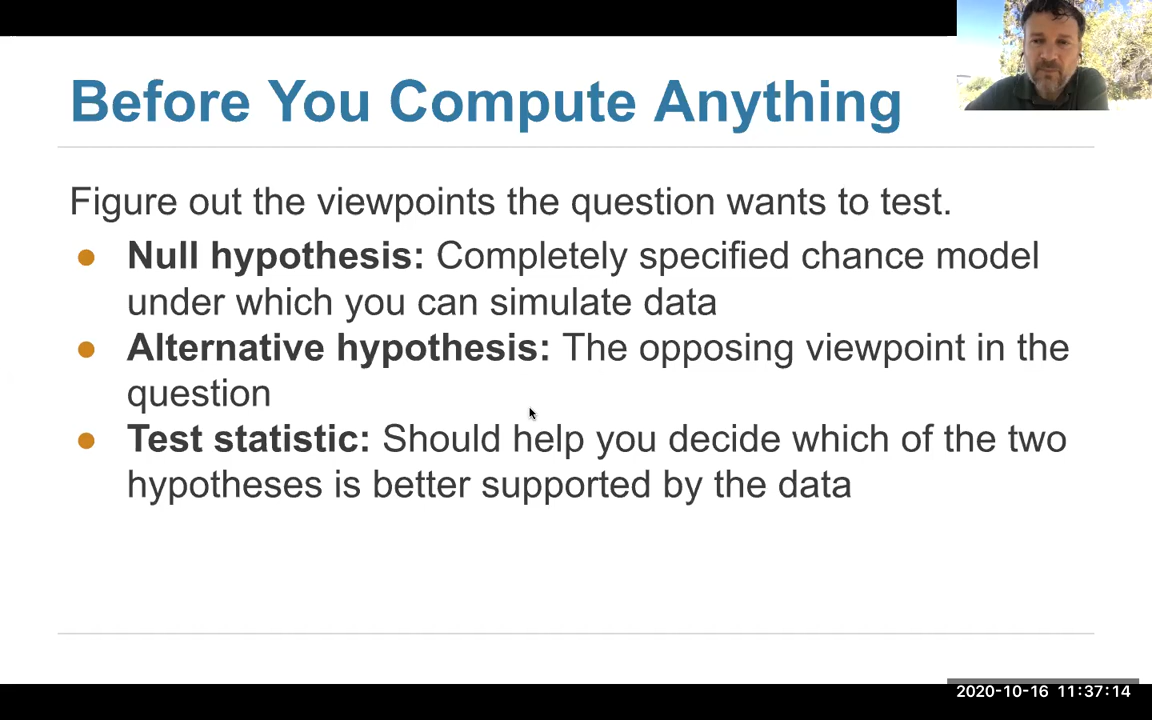 Before You Compute Anything
Figure out the viewpoints the question wants to test.
● Null hypothesis: Completely specified chance model
under which you can simulate data
● Alternative hypothesis: The opposing viewpoint in the
question
● Test statistic: Should help you decide which of the two
hypotheses is better supported by the data
2020-10-16 11:37:14